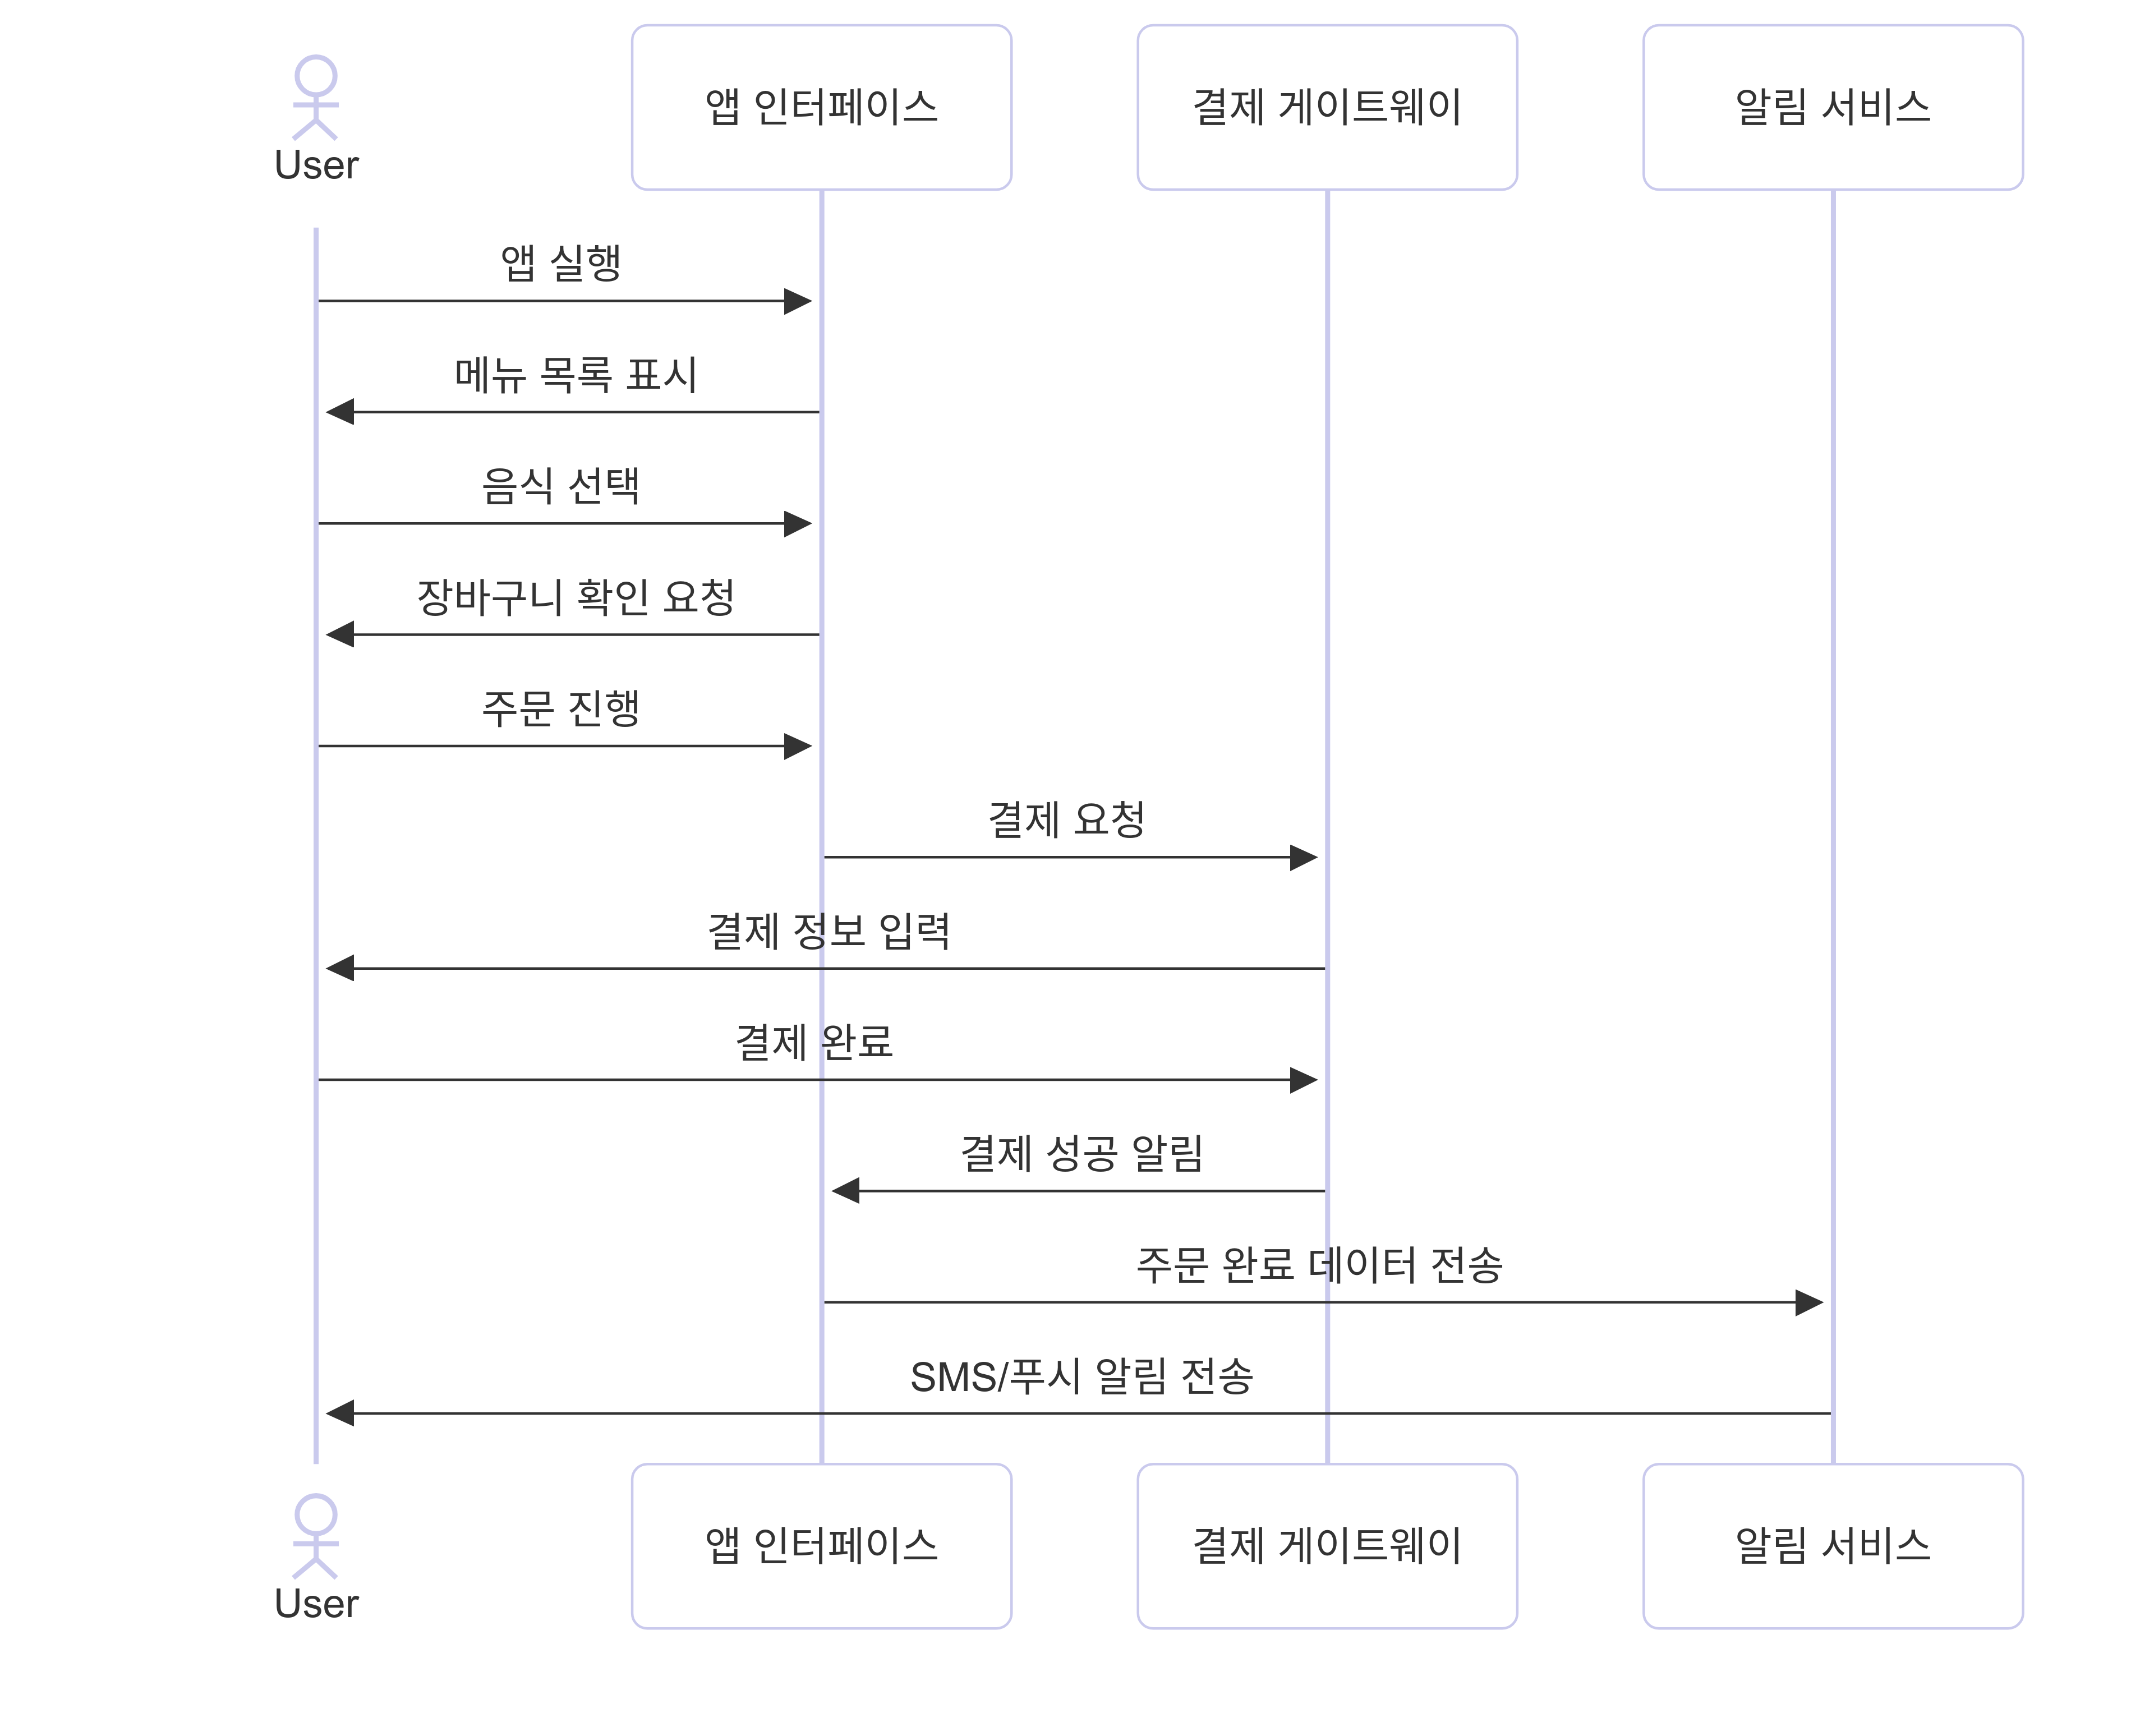 User
앱 인터페이스
결제 게이트웨이
알림 서비스
앱 실행
메뉴 목록 표시
음식 선택
장바구니 확인 요청
주문 진행
결제 요청
결제 정보 입력
결제 완료
결제 성공 알림
주문 완료 데이터 전송
SMS/푸시 알림 전송
User
앱 인터페이스
결제 게이트웨이
알림 서비스